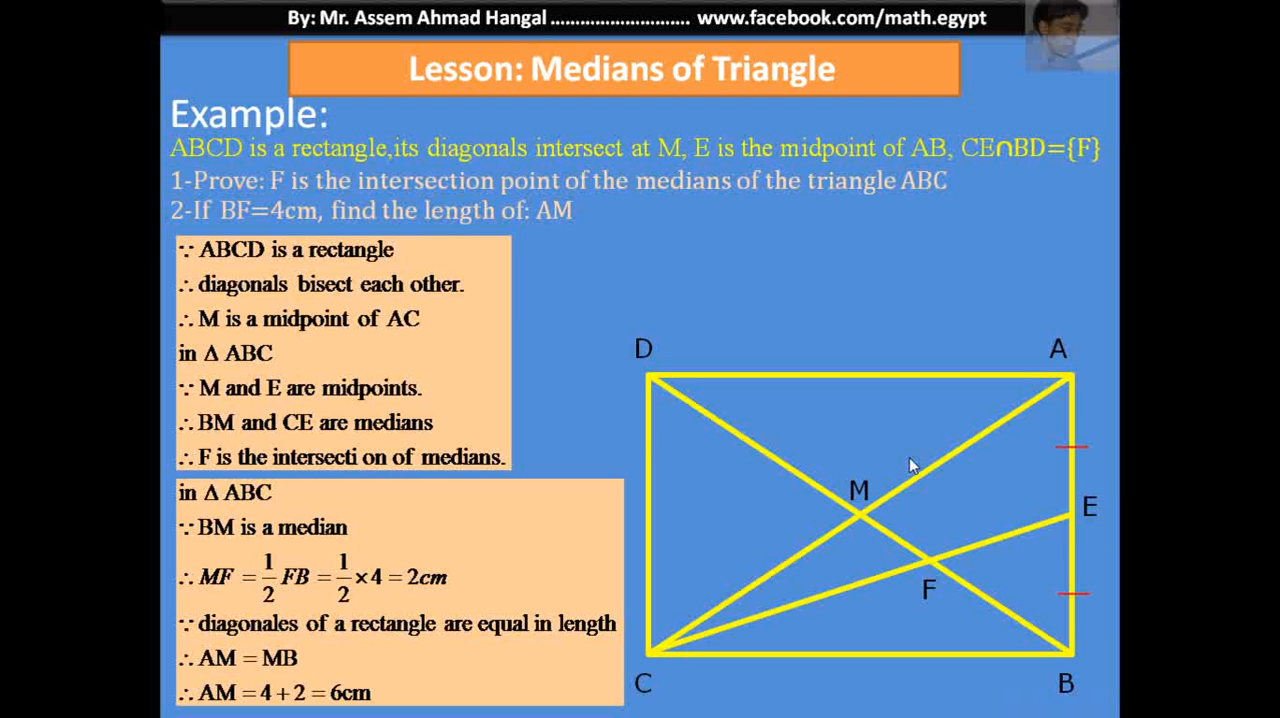 By: Mr. Assem Ahmad Hangal ............................ www.facebook.com/math.egypt
Lesson: Medians of Triangle
Example:
ABCD is a rectangle,its diagonals intersect at M, E is the midpoint of AB, CE∩BD={F}
1-Prove: F is the intersection point of the medians of the triangle ABC
2-If BF=4cm, find the length of: AM
∵ ABCD is a rectangle
∴ diagonals bisect each other.
∴ M is a midpoint of AC
in Δ ABC
∵ M and E are midpoints.
∴ BM and CE are medians
∴ F is the intersecti on of medians.
in Δ ABC
∵ BM is a median
∴ MF = 1/2 FB = 1/2 × 4 = 2cm
∵ diagonales of a rectangle are equal in length
∴ AM = MB
∴ AM = 4 + 2 = 6cm
D
A
M
E
F
C
B